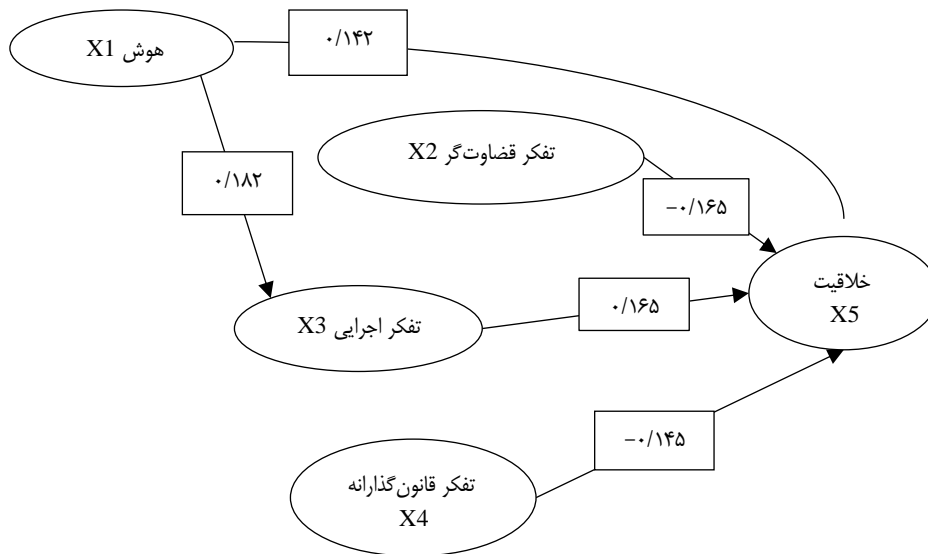 هوش X1
۰/۱۴۲
تفکر قضاوت‌گر X2
۰/۱۸۲
−۰/۱۶۵
خلاقیت
X5
۰/۱۶۵
تفکر اجرایی X3
−۰/۱۴۵
تفکر قانون‌گذارانه
X4